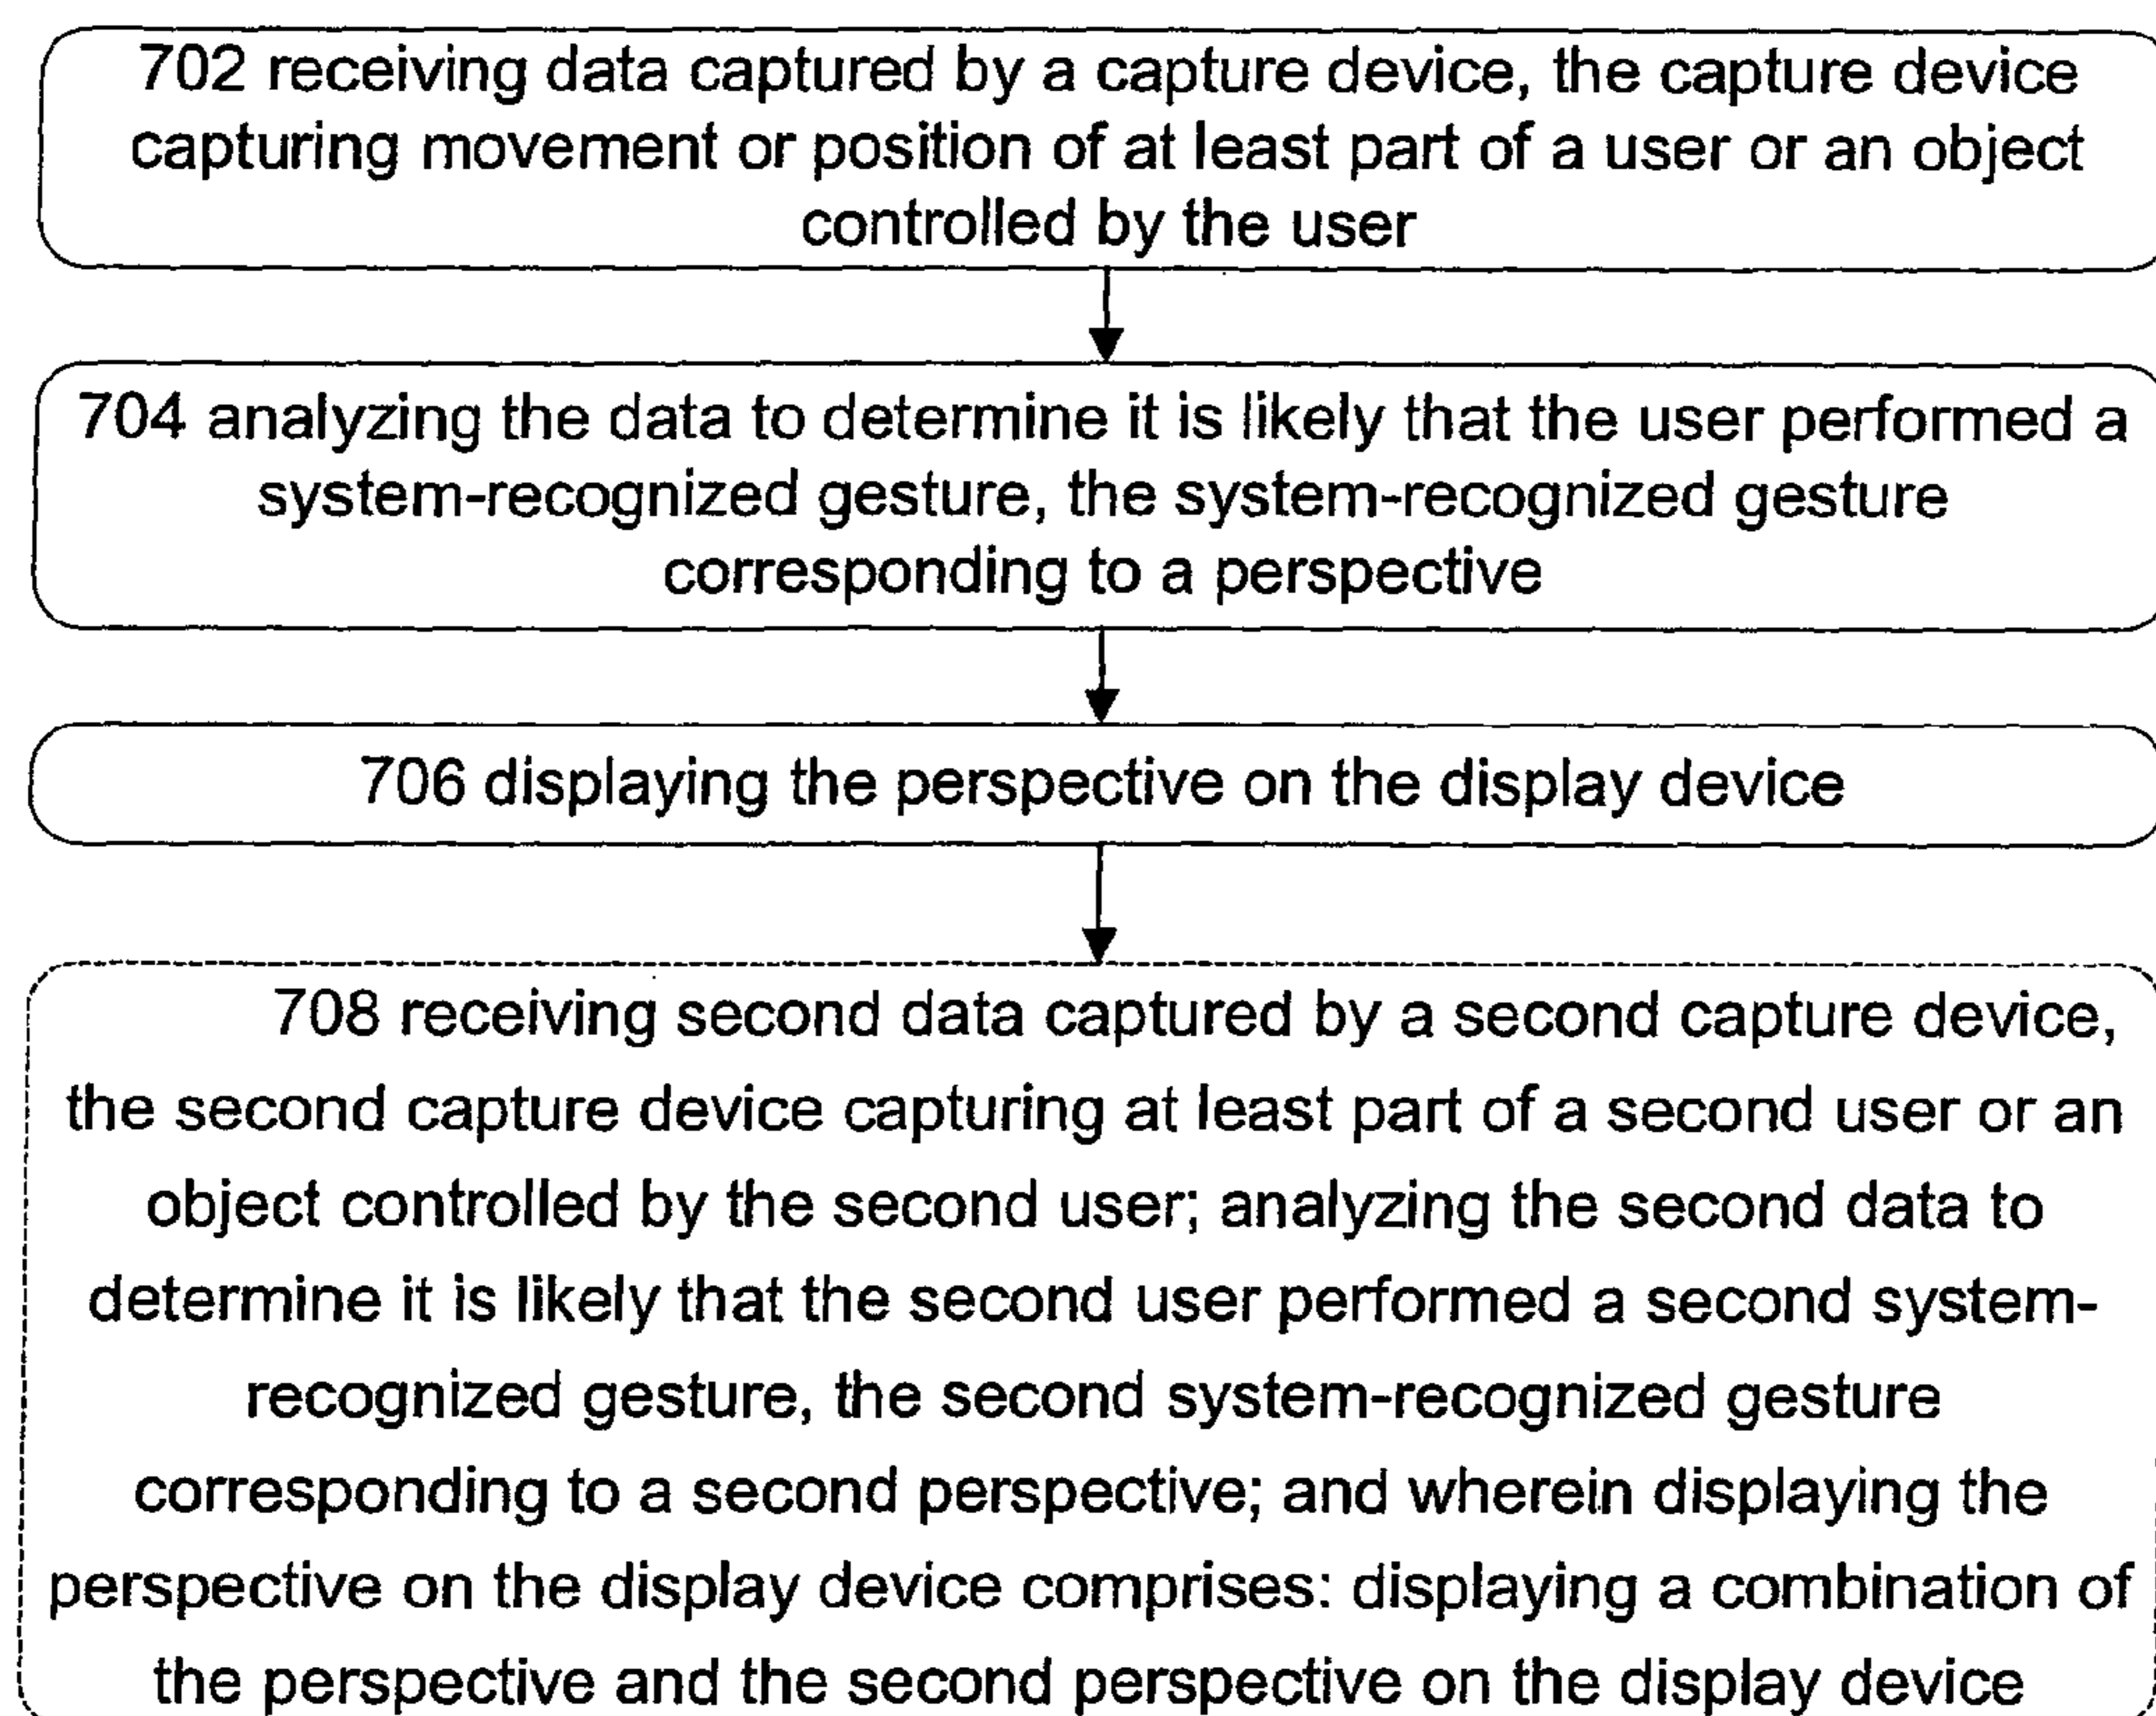 702 receiving data captured by a capture device, the capture device
capturing movement or position of at least part of a user or an object
controlled by the user
704 analyzing the data to determine it is likely that the user performed a
system-recognized gesture, the system-recognized gesture
corresponding to a perspective
706 displaying the perspective on the display device
708 receiving second data captured by a second capture device,
the second capture device capturing at least part of a second user or an
object controlled by the second user; analyzing the second data to
determine it is likely that the second user performed a second system-
recognized gesture, the second system-recognized gesture
corresponding to a second perspective; and wherein displaying the
perspective on the display device comprises: displaying a combination of
the perspective and the second perspective on the display device